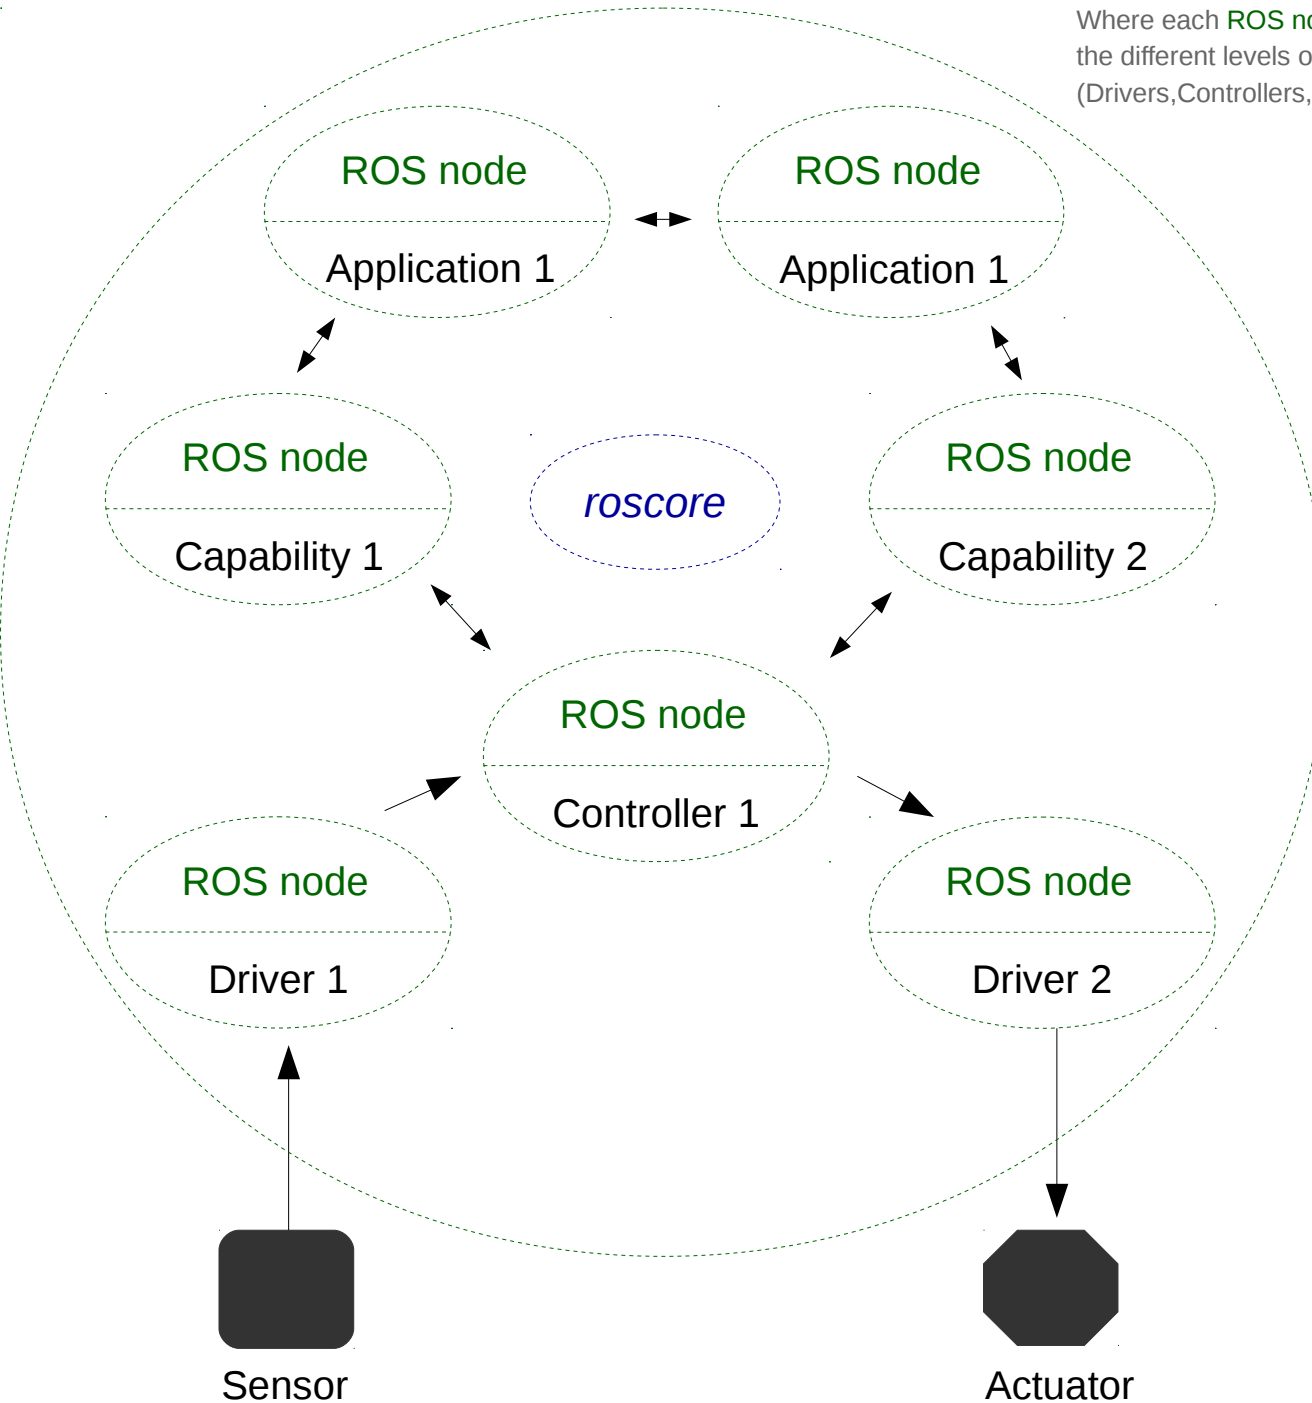 Where each ROS
the different levels
(Drivers,Controllers,
ROS node
Application 1
ROS node
Application 1
ROS node
Capability 1
roscore
ROS node
Capability 2
ROS node
Controller 1
ROS node
Driver 1
ROS node
Driver 2
Sensor
Actuator